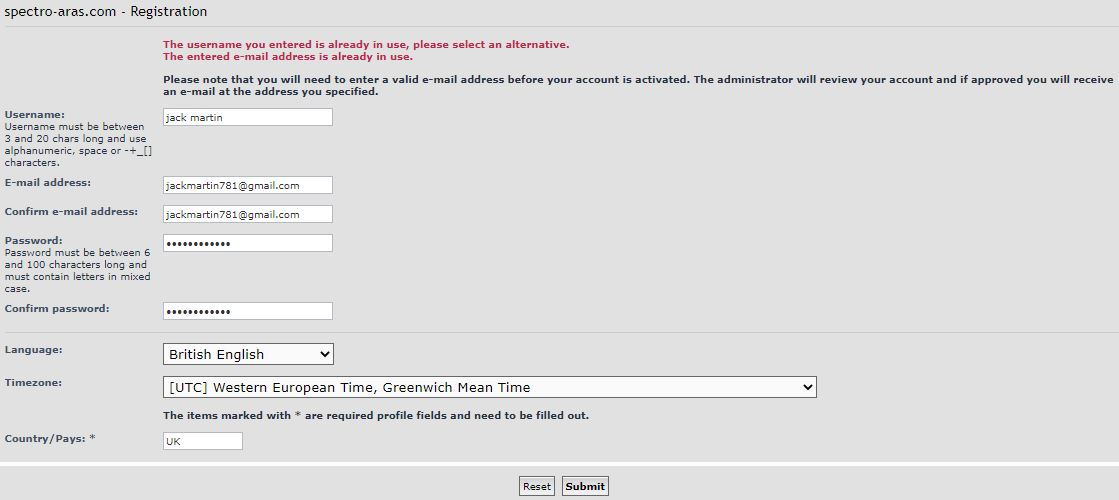 spectro-aras.com - Registration
The username you entered is already in use, please select an alternative.
The entered e-mail address is already in use.
Please note that you will need to enter a valid e-mail address before your account is activated. The administrator will review your account and if approved you will receive
an e-mail at the address you specified.
Username:
Username must be between
3 and 20 chars long and use
alphanumeric, space or -+_[]
characters.
jack martin
E-mail address:
jackmartin781@gmail.com
Confirm e-mail address:
jackmartin781@gmail.com
Password:
Password must be between 6
and 100 characters long and
must contain letters in mixed
case.
••••••••••••
Confirm password:
••••••••••••
Language:
British English
Timezone:
[UTC] Western European Time, Greenwich Mean Time
The items marked with * are required profile fields and need to be filled out.
Country/Pays: *
UK
Reset Submit